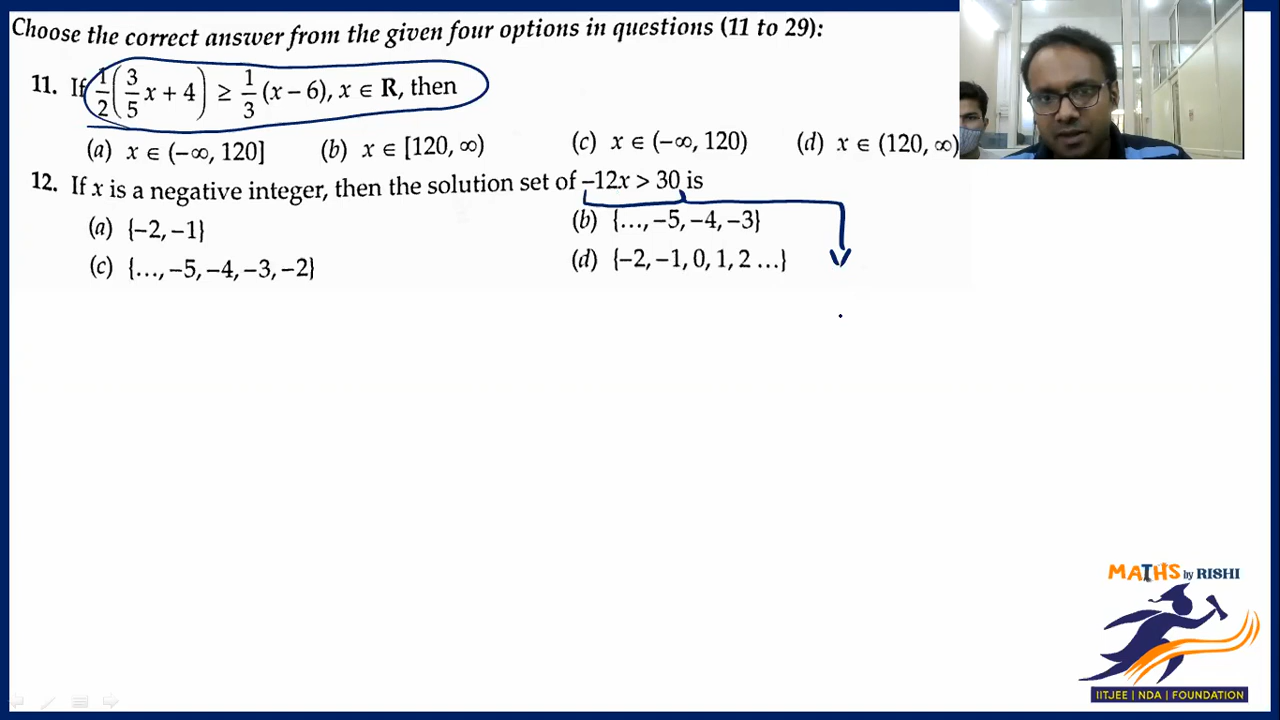 Choose the correct answer from the given four options in questions (11 to 29):
11. If 1/2(3/5 x + 4) ≥ 1/3 (x – 6), x ∈ R, then
(a) x ∈ (–∞, 120] (b) x ∈ [120, ∞) (c) x ∈ (–∞, 120) (d) x ∈ (120, ∞)
12. If x is a negative integer, then the solution set of –12x > 30 is
(a) {–2, –1} (b) {..., –5, –4, –3}
(c) {..., –5, –4, –3, –2} (d) {–2, –1, 0, 1, 2 ...}
MATHS by RISHI
IITJEE | NDA | FOUNDATION